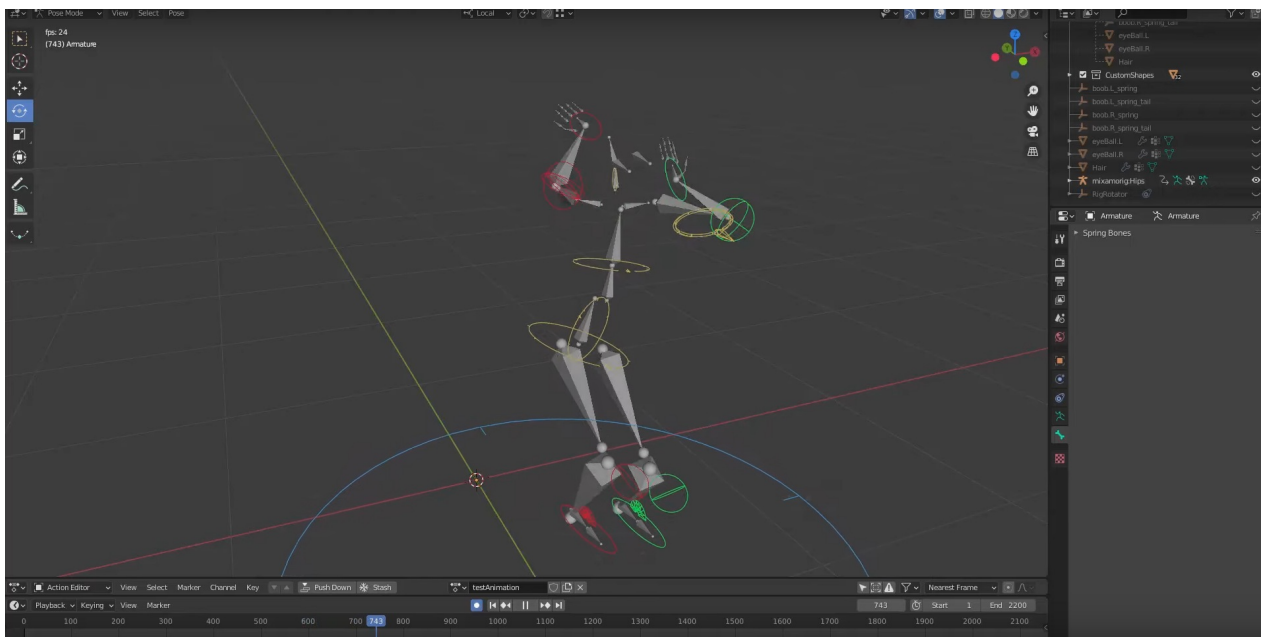 Pose Mode View Select Pose Local
fps: 24
(743) Armature
Z
boob.R_spring_tail
eyeBall.L
eyeBall.R
Hair
CustomShapes
boob.L_spring
boob.L_spring_tail
boob.R_spring
boob.R_spring_tail
eyeBall.L
eyeBall.R
Hair
mixamorig:Hips
RigRotator
Armature Armature
Spring Bones
Action Editor View Select Marker Channel Key Push Down Stash testAnimation Nearest Frame
Playback Keying View Marker 743 Start 1 End 2200
0 100 200 300 400 500 600 700 743 800 900 1000 1100 1200 1300 1400 1500 1600 1700 1800 1900 2000 2100